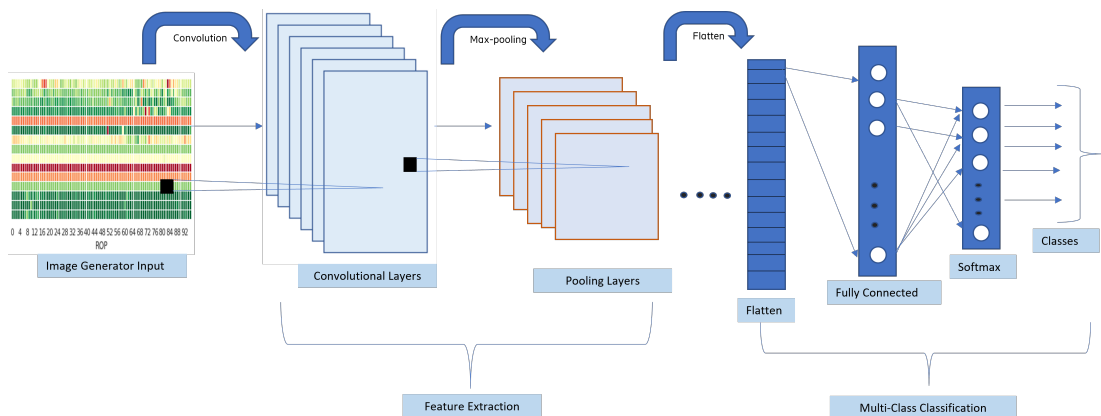 Convolution
Max-pooling
Flatten
0 4 8 12 16 20 24 28 32 36 40 44 48 52 56 60 64 68 72 76 80 84 88 92
ROP
Image Generator Input
Convolutional Layers
Pooling Layers
Flatten
Fully Connected
Softmax
Classes
Feature Extraction
Multi-Class Classification